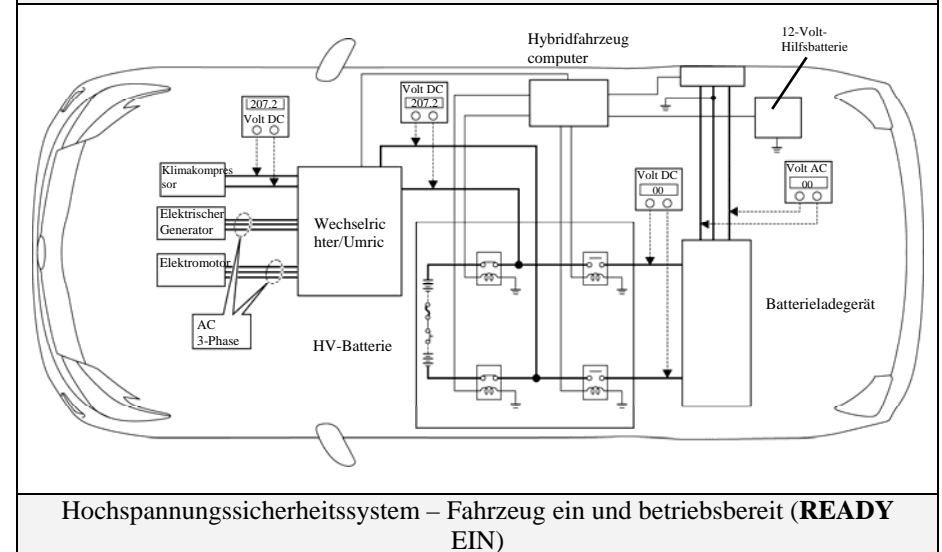 Hybridfahrzeug
computer
12-Volt-
Hilfsbatterie
207.2
Volt DC
Volt DC
207.2
Klimakompres
sor
Elektrischer
Generator
Elektromotor
Wechselric
hter/Umric
Volt DC
00
Volt AC
00
AC
3-Phase
HV-Batterie
Batterieladegerät
Hochspannungssicherheitssystem – Fahrzeug ein und betriebsbereit (READY
EIN)